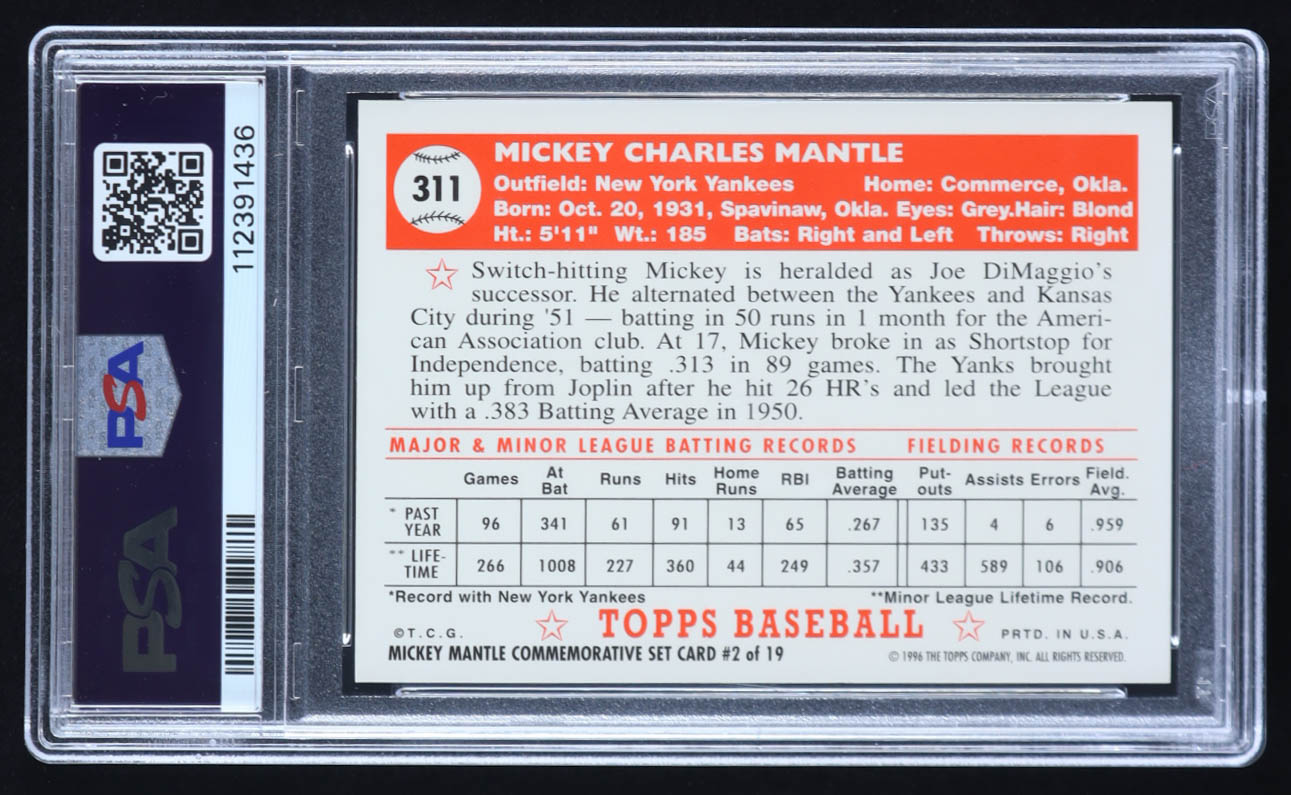 112391436
PSA
PSA
311
MICKEY CHARLES MANTLE
Outfield: New York Yankees Home: Commerce, Okla.
Born: Oct. 20, 1931, Spavinaw, Okla. Eyes: Grey.Hair: Blond
Ht.: 5'11" Wt.: 185 Bats: Right and Left Throws: Right
Switch-hitting Mickey is heralded as Joe DiMaggio's
successor. He alternated between the Yankees and Kansas
City during '51 — batting in 50 runs in 1 month for the Ameri-
can Association club. At 17, Mickey broke in as Shortstop for
Independence, batting .313 in 89 games. The Yanks brought
him up from Joplin after he hit 26 HR's and led the League
with a .383 Batting Average in 1950.
MAJOR & MINOR LEAGUE BATTING RECORDS FIELDING RECORDS
Games At Bat Runs Hits Home Runs RBI Batting Average Put-outs Assists Errors Field. Avg.
* PAST YEAR 96 341 61 91 13 65 .267 135 4 6 .959
** LIFE-TIME 266 1008 227 360 44 249 .357 433 589 106 .906
*Record with New York Yankees **Minor League Lifetime Record.
©T.C.G. TOPPS BASEBALL PRTD. IN U.S.A.
MICKEY MANTLE COMMEMORATIVE SET CARD #2 of 19 © 1996 THE TOPPS COMPANY, INC. ALL RIGHTS RESERVED.
PSA